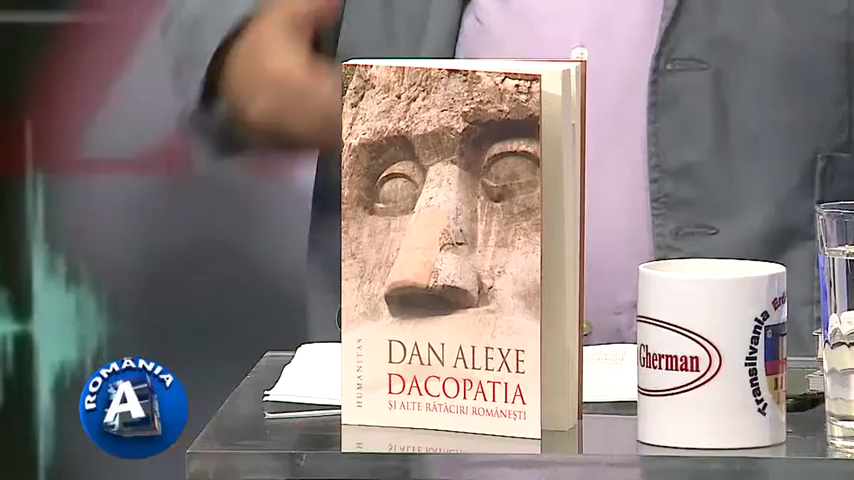 DAN ALEXE
DACOPATIA
ȘI ALTE RĂTĂCIRI ROMÂNEȘTI
HUMANITAS
Gherman
Transilvania
ROMÂNIA
A